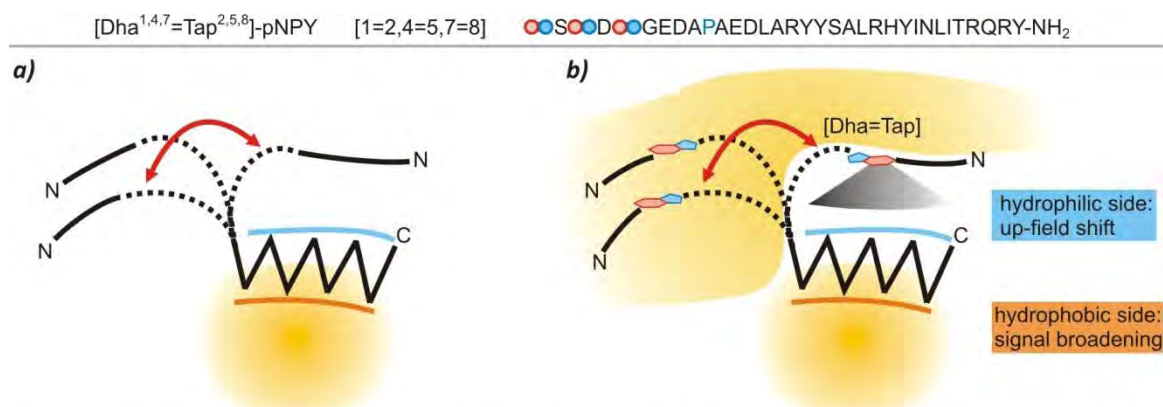 [Dha1,4,7=Tap2,5,8]-pNPY [1=2,4=5,7=8] SDGEDAPAEDLARYYSALRHYINLITRQRY-NH2
a) b)
[Dha=Tap]
N
N
N
C
N
N
N
C
hydrophilic side:
up-field shift
hydrophobic side:
signal broadening